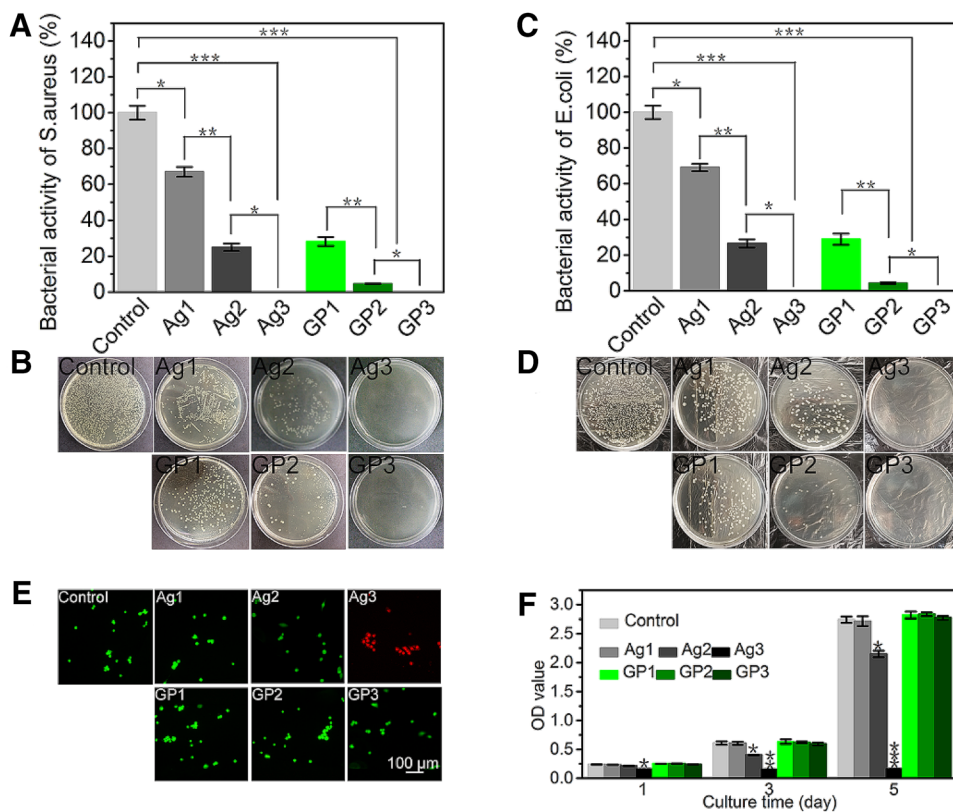 A
Bacterial activity of S.aureus (%)
140
120
100
80
60
40
20
0
***
***
*
**
*
**
*
Control Ag1 Ag2 Ag3 GP1 GP2 GP3
C
Bacterial activity of E.coli (%)
140
120
100
80
60
40
20
0
***
***
*
**
*
**
*
Control Ag1 Ag2 Ag3 GP1 GP2 GP3
B
Control Ag1 Ag2 Ag3
GP1 GP2 GP3
D
Control Ag1 Ag2 Ag3
GP1 GP2 GP3
E
Control Ag1 Ag2 Ag3
GP1 GP2 GP3
100 μm
F
OD value
3.0
2.5
2.0
1.5
1.0
0.5
0.0
Control
Ag1 Ag2 Ag3
GP1 GP2 GP3
*
*
**
*
***
1 3 5
Culture time (day)